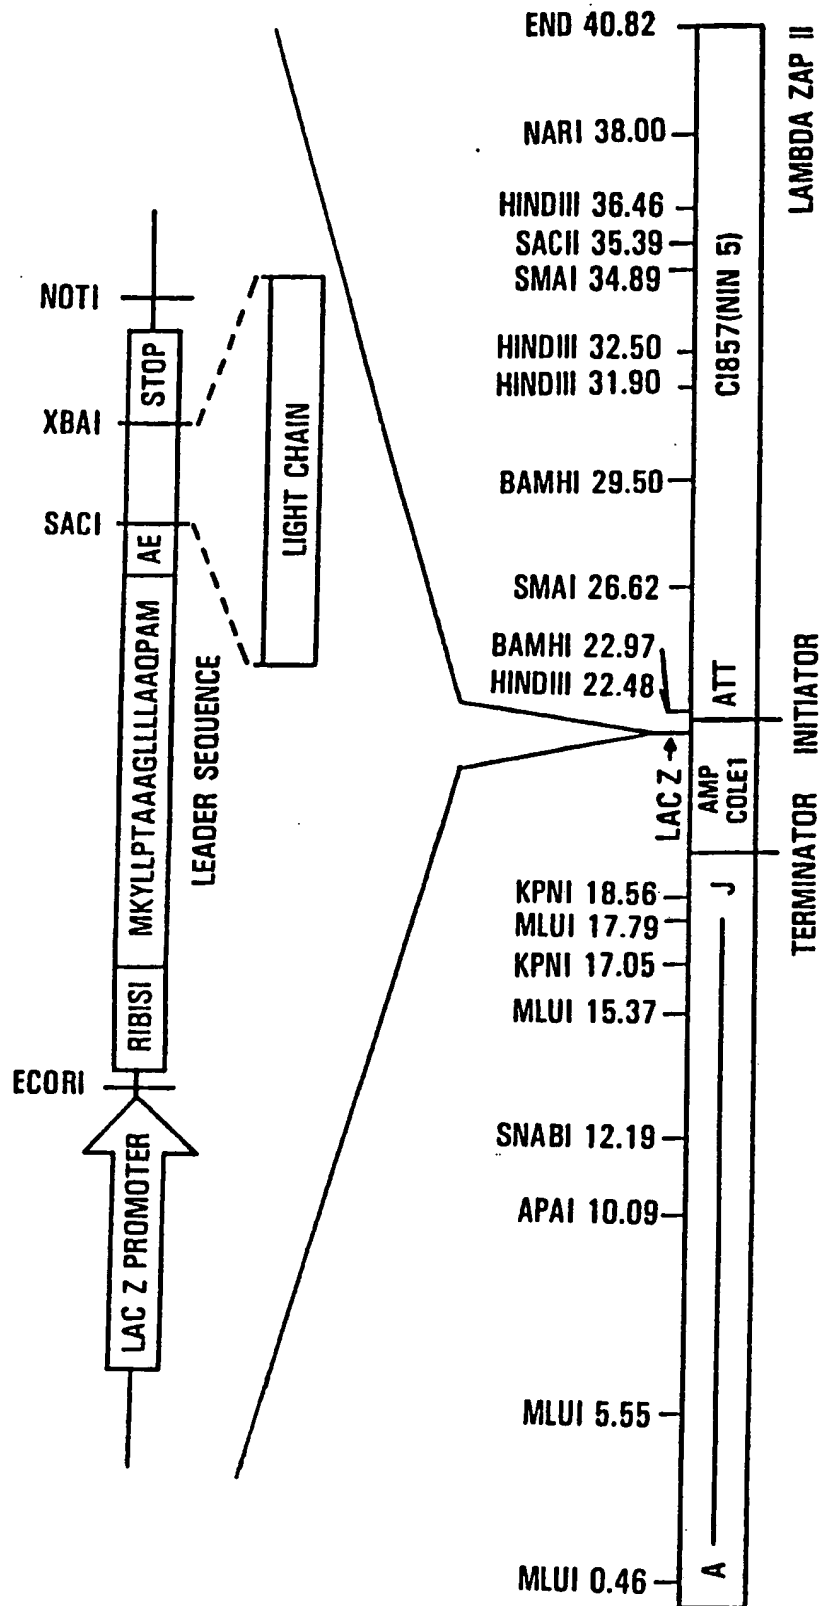 NOTI
XBAI
SACI
ECORI
STOP
AE
MKYLLPTAAAGLLLLAAQPAM
RIBISI
LAC Z PROMOTER
LEADER SEQUENCE
LIGHT CHAIN
END 40.82
NARI 38.00
HINDIII 36.46
SACII 35.39
SMAI 34.89
HINDIII 32.50
HINDIII 31.90
BAMHI 29.50
SMAI 26.62
BAMHI 22.97
HINDIII 22.48
LAC Z
KPNI 18.56
MLUI 17.79
KPNI 17.05
MLUI 15.37
SNABI 12.19
APAI 10.09
MLUI 5.55
MLUI 0.46
CI857(NIN 5)
ATT
AMP
COLE1
J
A
LAMBDA ZAP II
INITIATOR
TERMINATOR